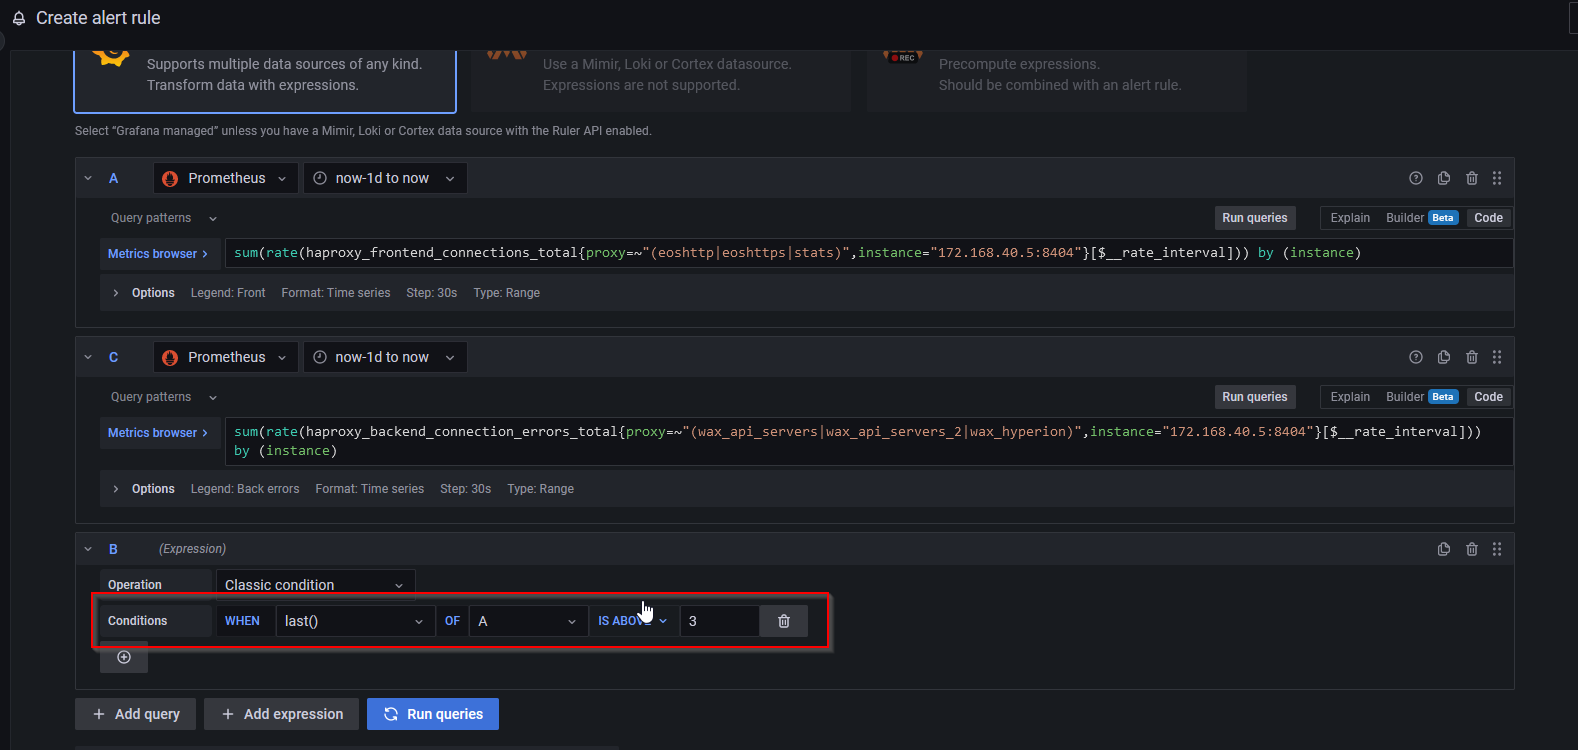 Create alert rule
Supports multiple data sources of any kind.
Transform data with expressions.
Use a Mimir, Loki or Cortex datasource.
Expressions are not supported.
REC
Precompute expressions.
Should be combined with an alert rule.
Select “Grafana managed” unless you have a Mimir, Loki or Cortex data source with the Ruler API enabled.
A Prometheus now-1d to now
Query patterns Run queries Explain Builder Beta Code
Metrics browser > sum(rate(haproxy_frontend_connections_total{proxy=~"(eoshttp|eoshttps|stats)",instance="172.168.40.5:8404"}[$__rate_interval])) by (instance)
> Options Legend: Front Format: Time series Step: 30s Type: Range
C Prometheus now-1d to now
Query patterns Run queries Explain Builder Beta Code
Metrics browser > sum(rate(haproxy_backend_connection_errors_total{proxy=~"(wax_api_servers|wax_api_servers_2|wax_hyperion)",instance="172.168.40.5:8404"}[$__rate_interval]))
by (instance)
> Options Legend: Back errors Format: Time series Step: 30s Type: Range
B (Expression)
Operation Classic condition
Conditions WHEN last() OF A IS ABOVE 3
+ Add query + Add expression Run queries